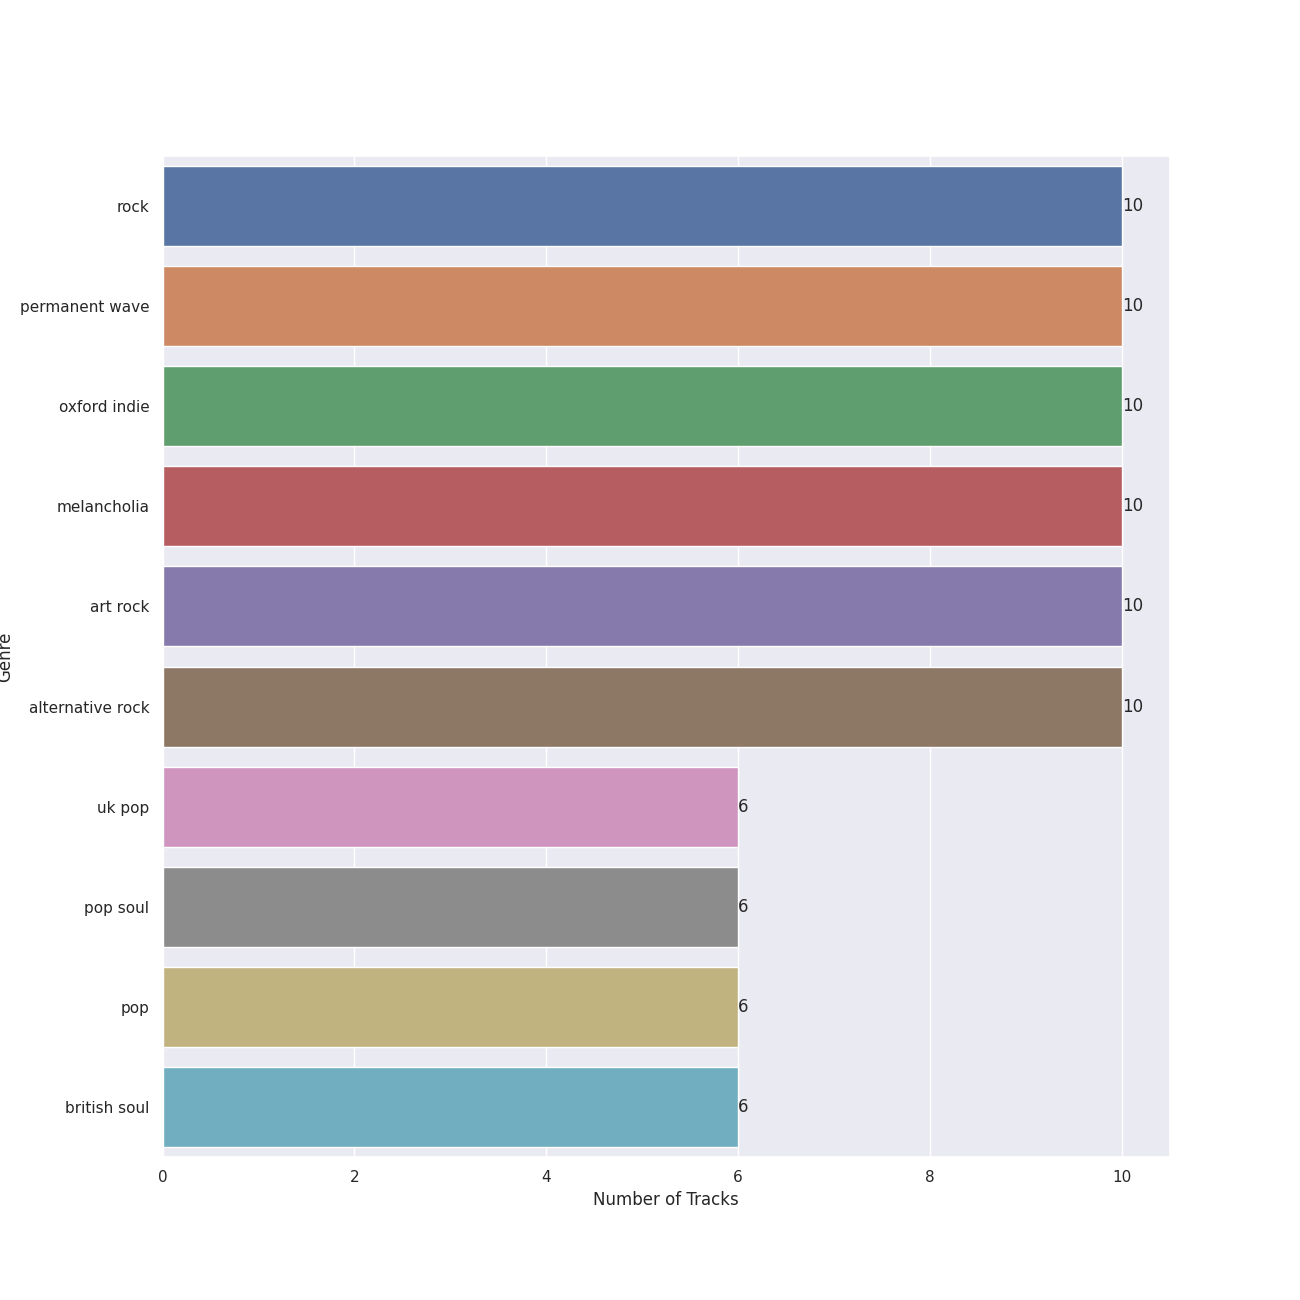 rock 10
permanent wave 10
oxford indie 10
melancholia 10
art rock 10
Genre
alternative rock 10
uk pop 6
pop soul 6
pop 6
british soul 6
0 2 4 6 8 10
Number of Tracks